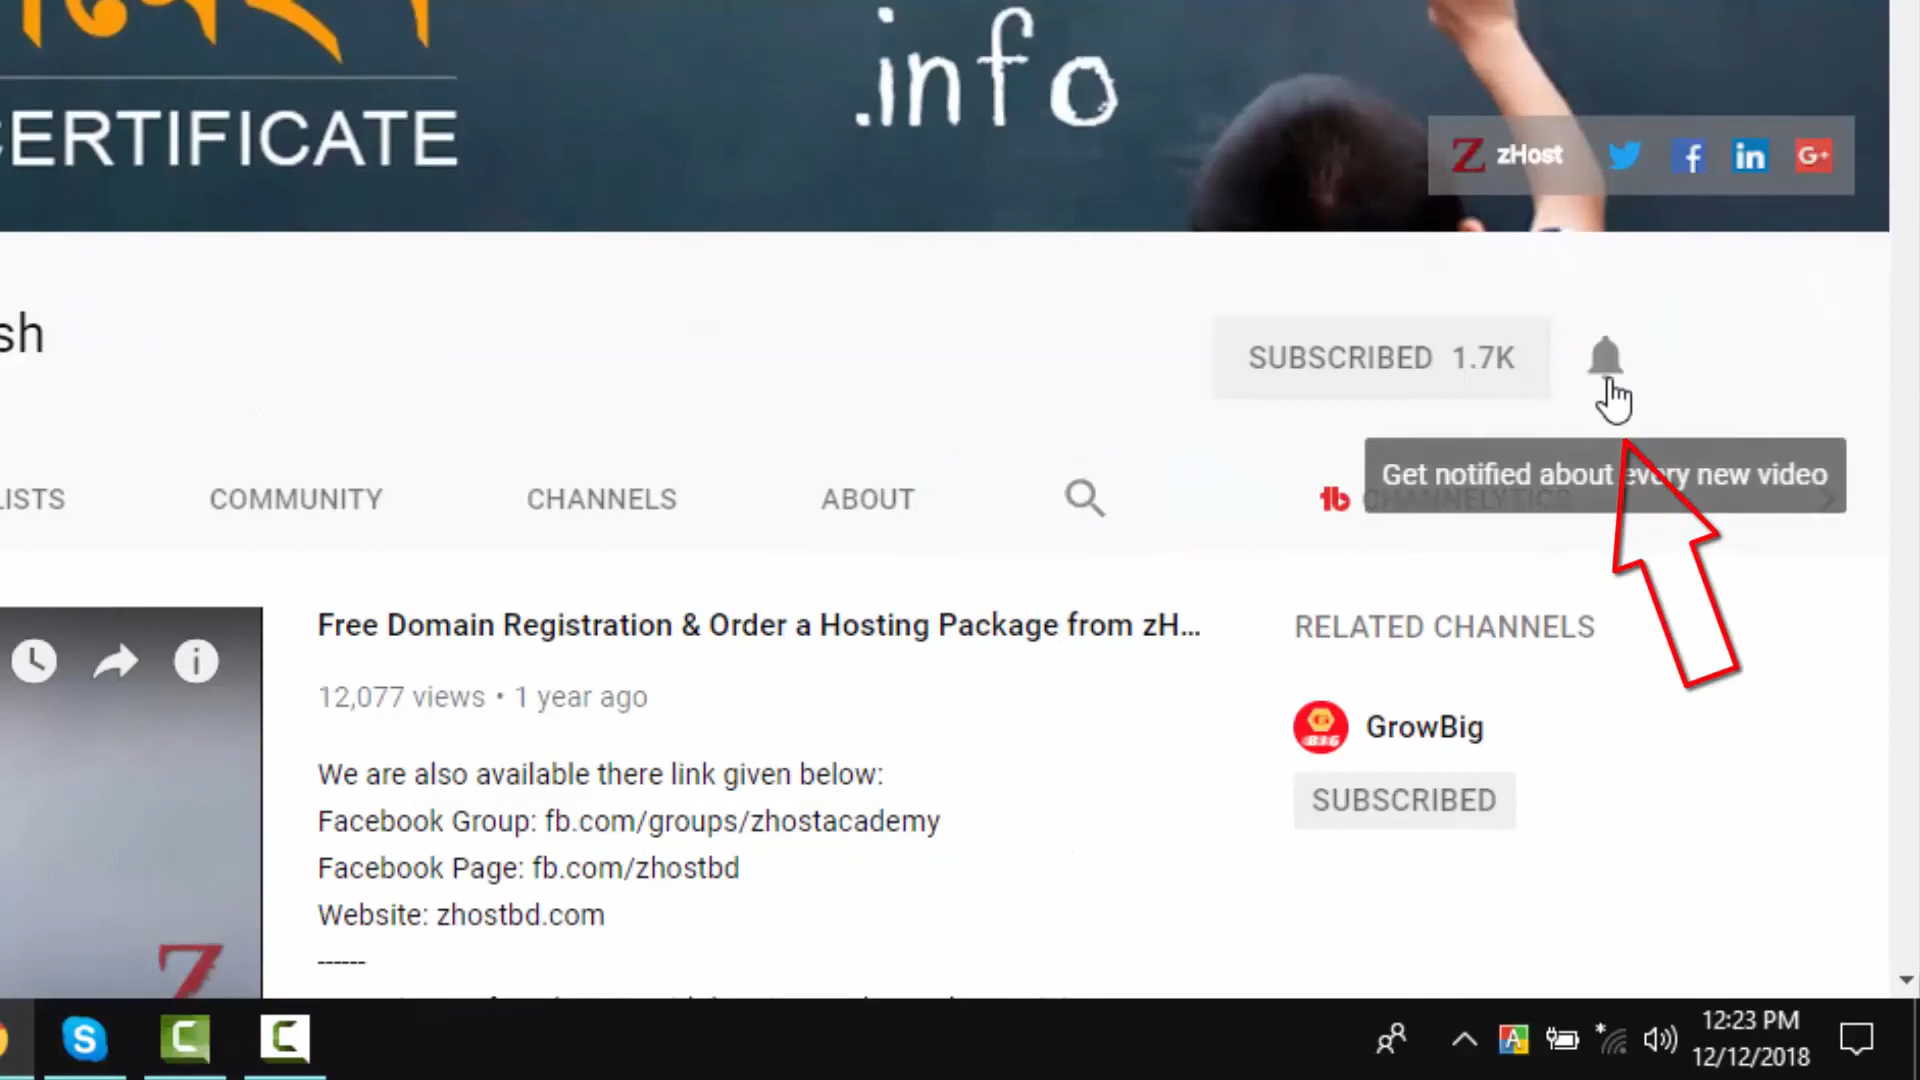 .info
CERTIFICATE
Z zHost
SUBSCRIBED 1.7K
Get notified about every new video
COMMUNITY
CHANNELS
ABOUT
CHANNELYTICS
Free Domain Registration & Order a Hosting Package from zH...
12,077 views • 1 year ago
We are also available there link given below:
Facebook Group: fb.com/groups/zhostacademy
Facebook Page: fb.com/zhostbd
Website: zhostbd.com
------
RELATED CHANNELS
GrowBig
SUBSCRIBED
Z
12:23 PM
12/12/2018